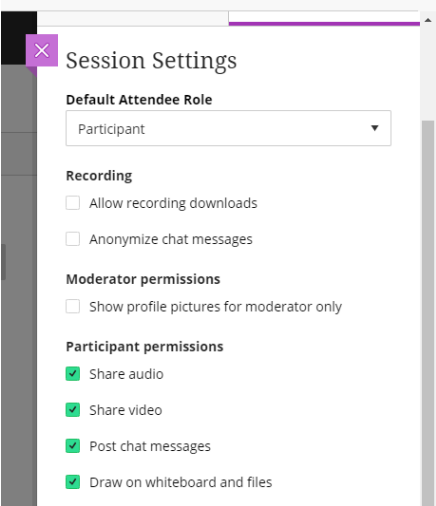 Session Settings
Default Attendee Role
Participant
Recording
Allow recording downloads
Anonymize chat messages
Moderator permissions
Show profile pictures for moderator only
Participant permissions
Share audio
Share video
Post chat messages
Draw on whiteboard and files